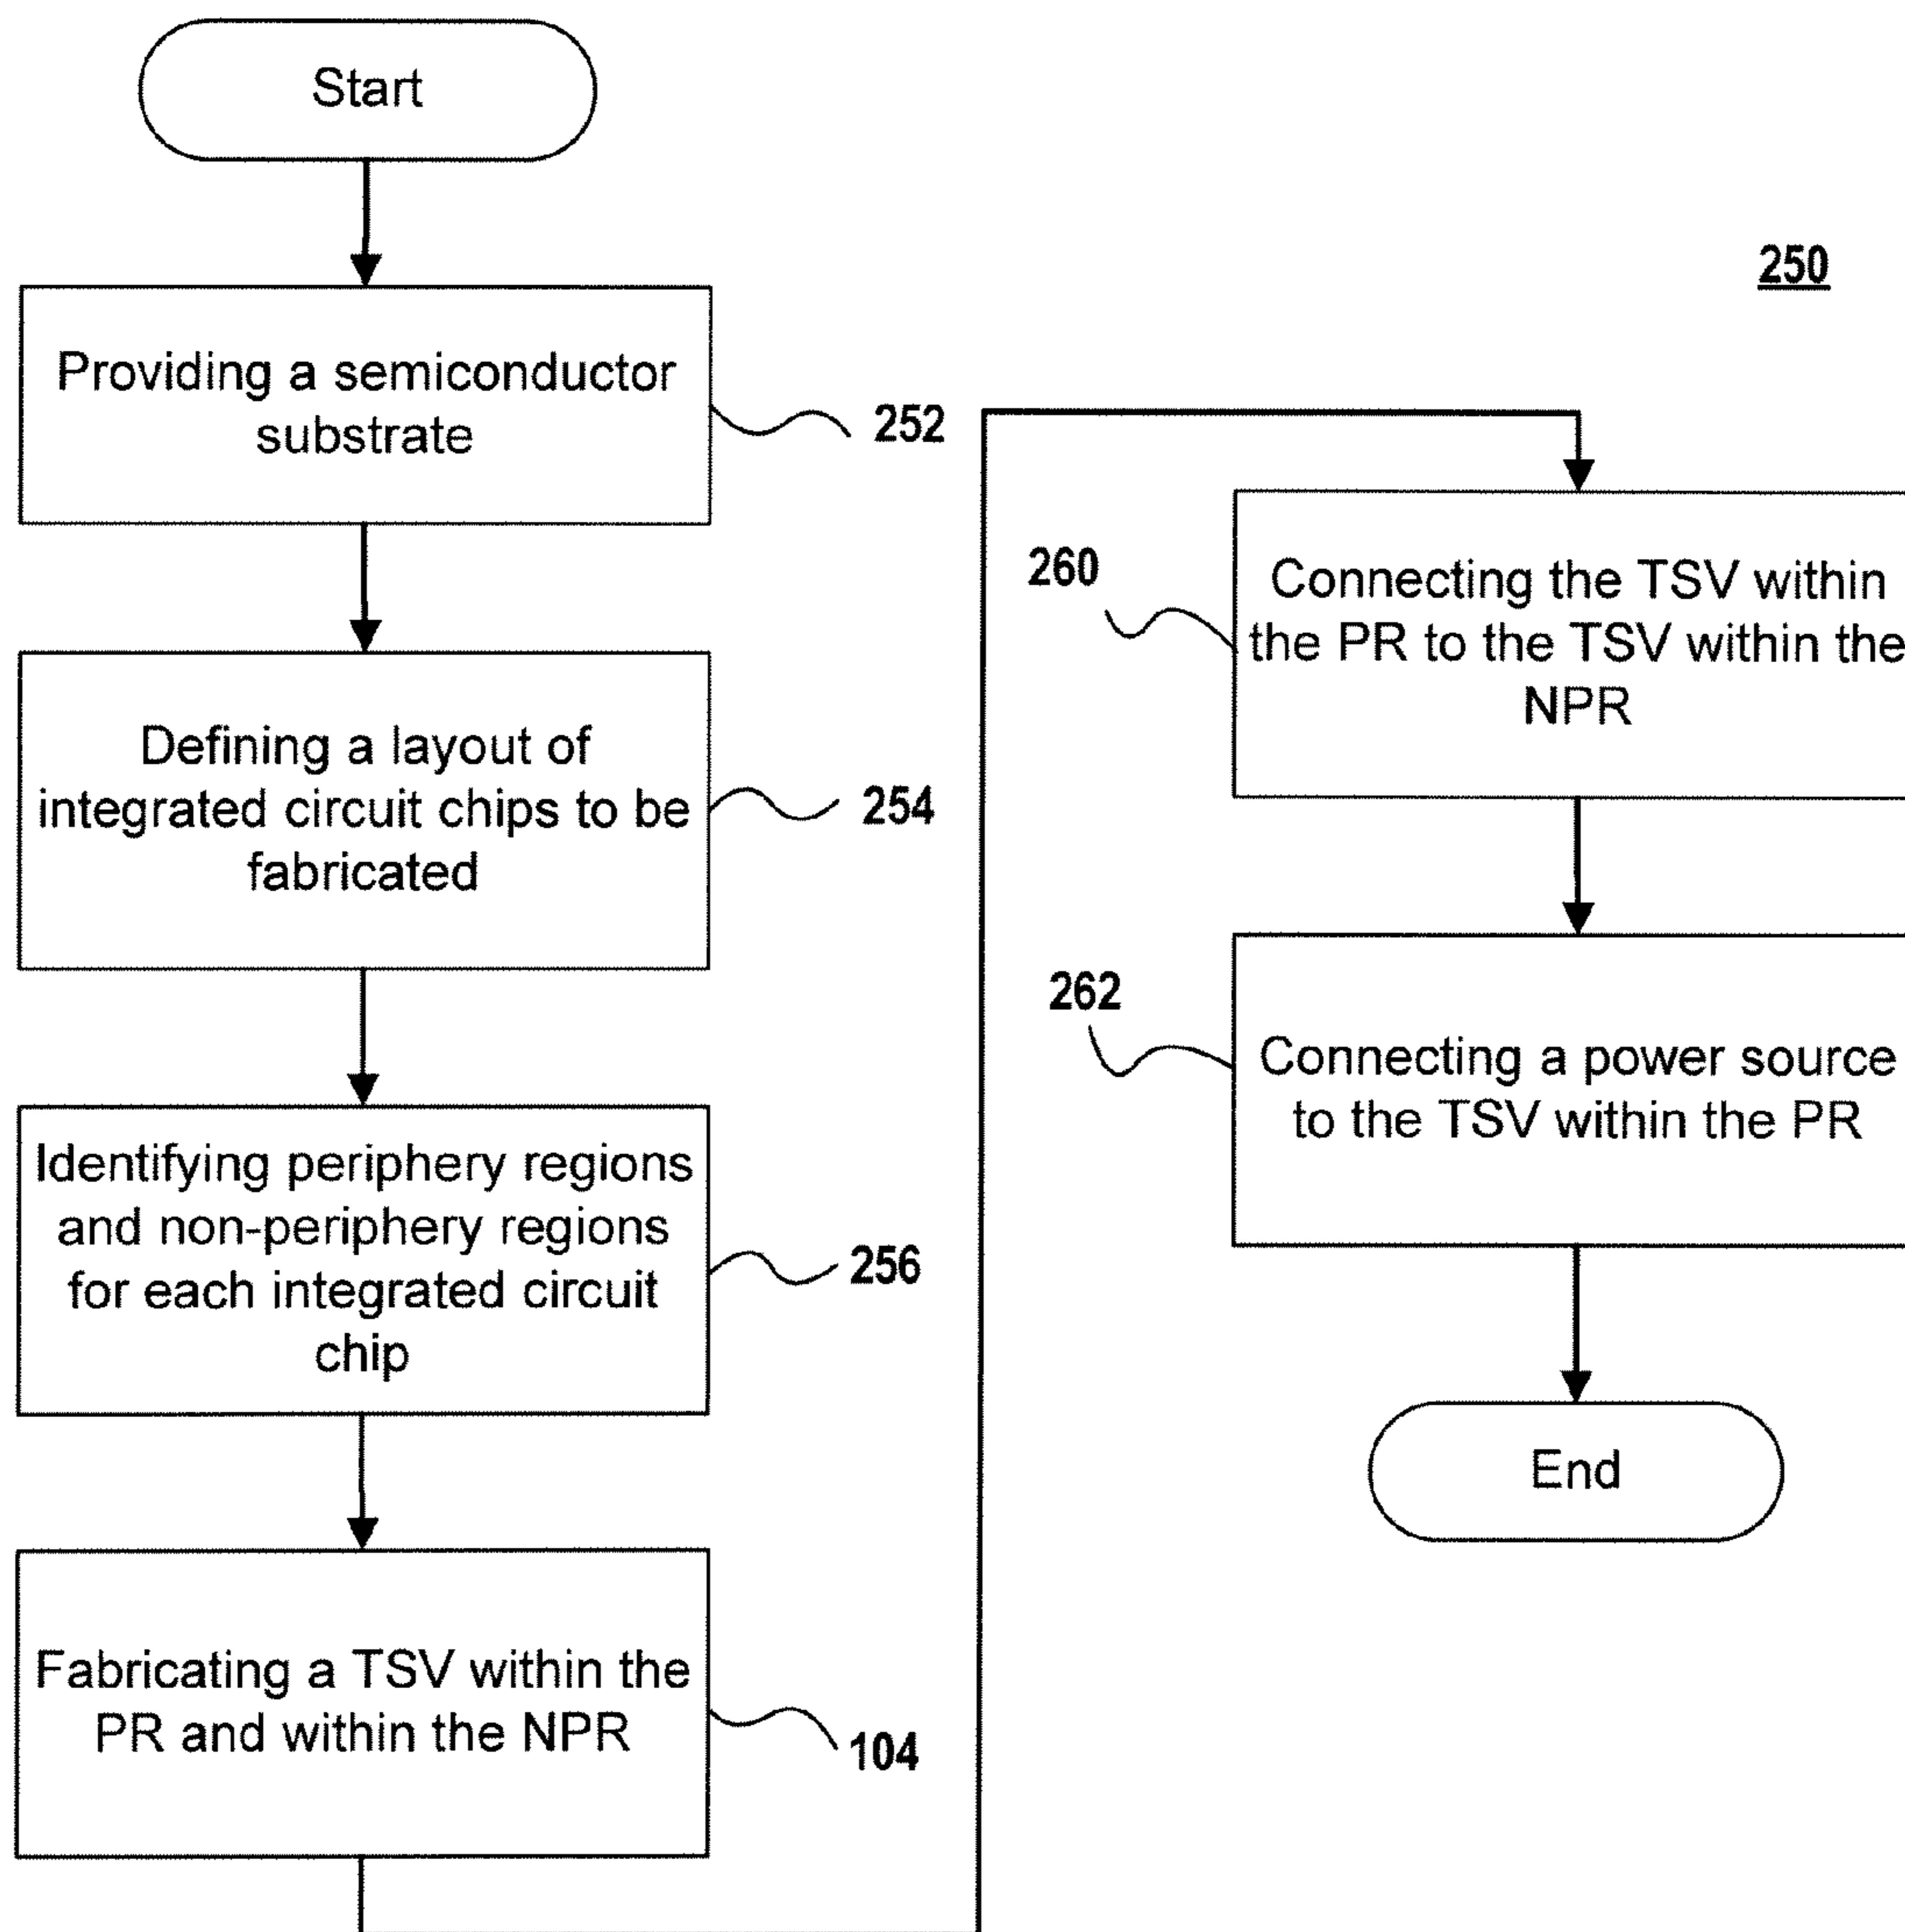 Start
250
Providing a semiconductor
substrate
252
Defining a layout of
integrated circuit chips to be
fabricated
254
Identifying periphery regions
and non-periphery regions
for each integrated circuit
chip
256
Fabricating a TSV within the
PR and within the NPR
104
260
Connecting the TSV within
the PR to the TSV within the
NPR
262
Connecting a power source
to the TSV within the PR
End